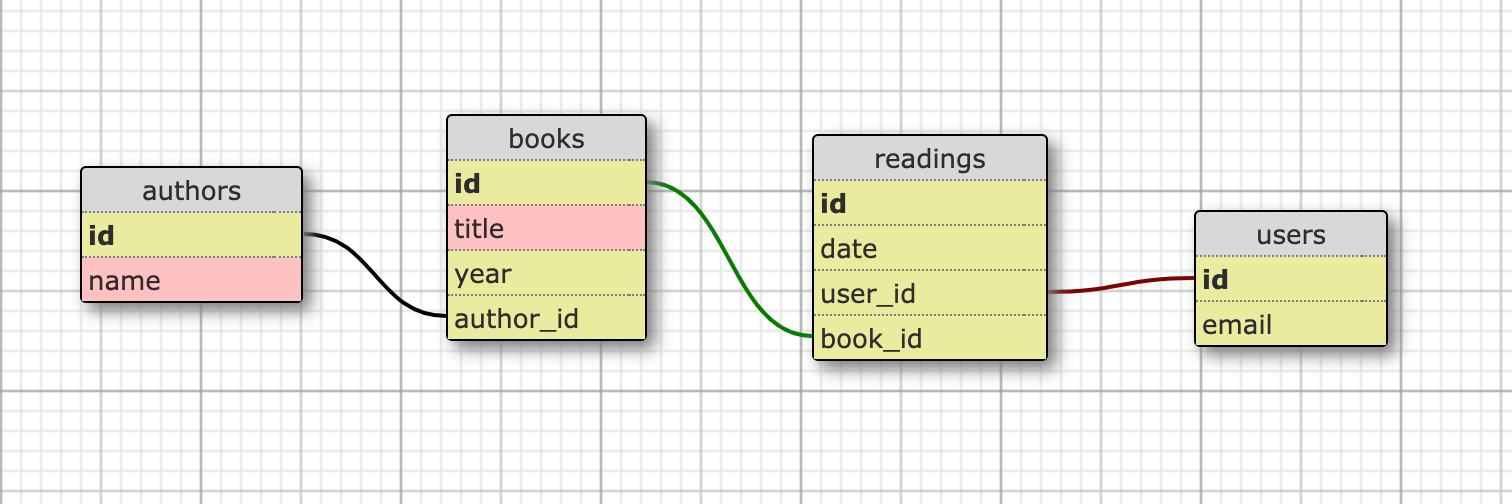 authors
id
name
books
id
title
year
author_id
readings
id
date
user_id
book_id
users
id
email